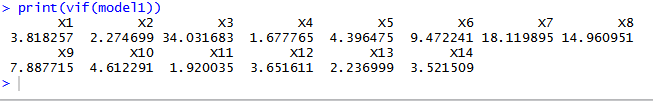 > print(vif(model1))
X1 X2 X3 X4 X5 X6 X7 X8
3.818257 2.274699 34.031683 1.677765 4.396475 9.472241 18.119895 14.960951
X9 X10 X11 X12 X13 X14
7.887715 4.612291 1.920035 3.651611 2.236999 3.521509
>